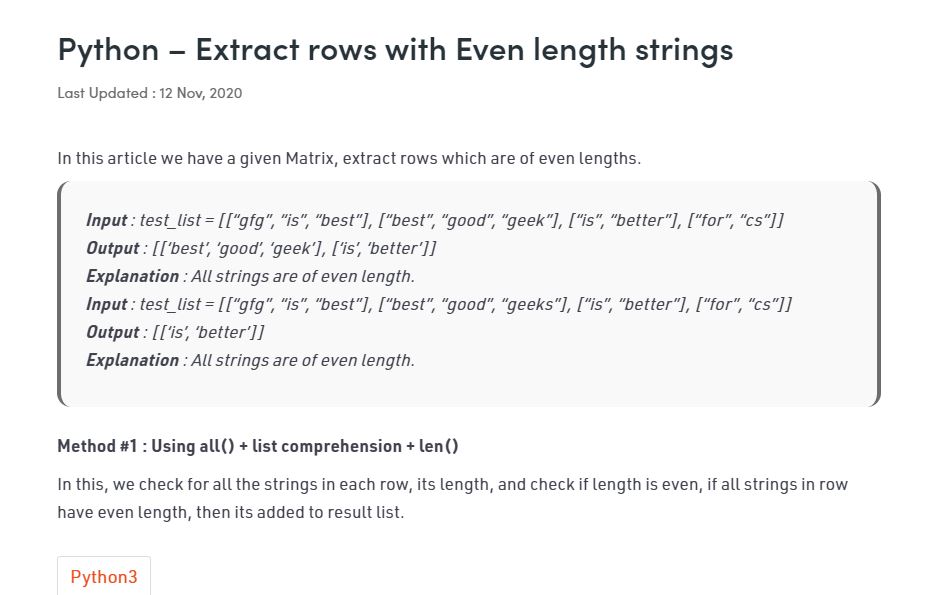 Python – Extract rows with Even length strings
Last Updated : 12 Nov, 2020
In this article we have a given Matrix, extract rows which are of even lengths.
Input : test_list = [[“gfg”, “is”, “best”], [“best”, “good”, “geek”], [“is”, “better”], [“for”, “cs”]]
Output : [[‘best’, ‘good’, ‘geek’], [‘is’, ‘better’]]
Explanation : All strings are of even length.
Input : test_list = [[“gfg”, “is”, “best”], [“best”, “good”, “geeks”], [“is”, “better”], [“for”, “cs”]]
Output : [[‘is’, ‘better’]]
Explanation : All strings are of even length.
Method #1 : Using all() + list comprehension + len()
In this, we check for all the strings in each row, its length, and check if length is even, if all strings in row
have even length, then its added to result list.
Python3